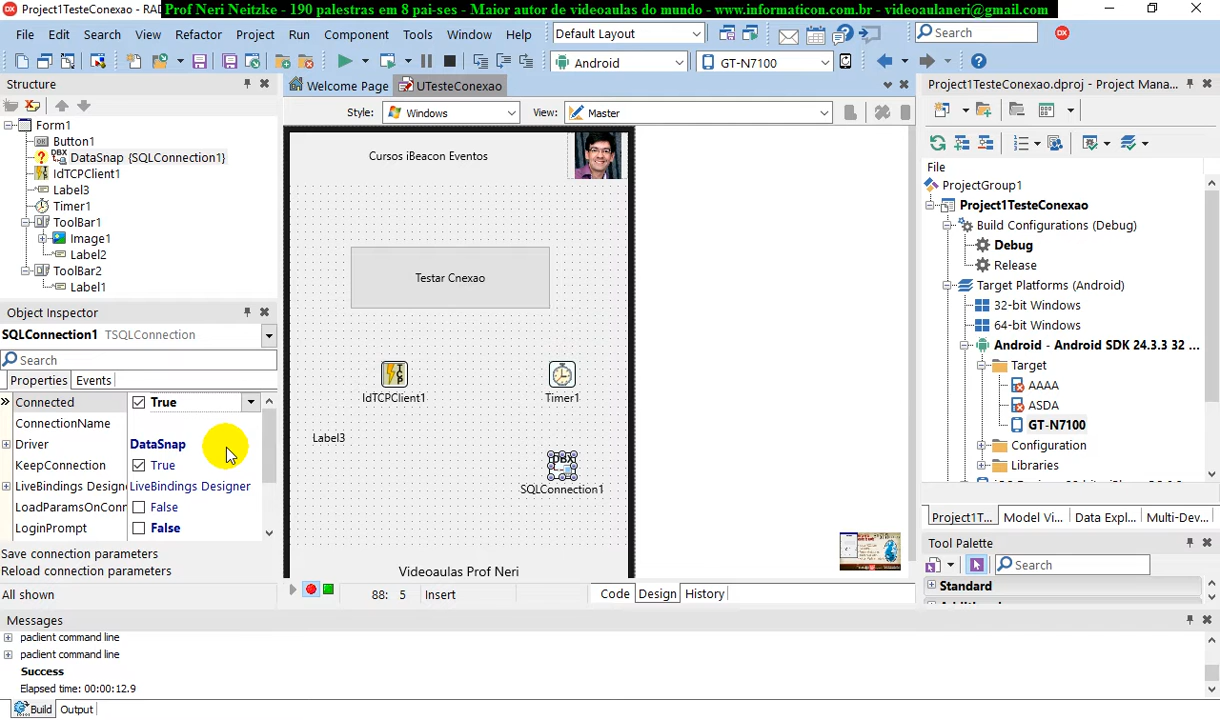 Project1TesteConexao - RA
Prof Neri Neitzke - 190 palestras em 8 pai-ses - Maior autor de videoaulas do mundo - www.informaticon.com.br - videoaulaneri@gmail.com
File Edit Search View Refactor Project Run Component Tools Window Help
Default Layout
Search
Android
GT-N7100
Structure
Form1
Button1
DataSnap {SQLConnection1}
IdTCPClient1
Label3
Timer1
ToolBar1
Image1
Label2
ToolBar2
Label1
Object Inspector
SQLConnection1 TSQLConnection
Search
Properties Events
Connected True
ConnectionName
Driver DataSnap
KeepConnection True
LiveBindings Designe LiveBindings Designer
LoadParamsOnConn False
LoginPrompt False
Save connection parameters
Reload connection parameters
All shown
Welcome Page UTesteConexao
Style: Windows View: Master
Cursos iBeacon Eventos
Testar Cnexao
IdTCPClient1
Timer1
Label3
DBX
SQLConnection1
Videoaulas Prof Neri
88: 5 Insert
Code Design History
Project1TesteConexao.dproj - Project Mana...
File
ProjectGroup1
Project1TesteConexao
Build Configurations (Debug)
Debug
Release
Target Platforms (Android)
32-bit Windows
64-bit Windows
Android - Android SDK 24.3.3 32 ...
Target
AAAA
ASDA
GT-N7100
Configuration
Libraries
Project1T... Model Vi... Data Expl... Multi-Dev...
Tool Palette
Search
Standard
Messages
paclient command line
paclient command line
Success
Elapsed time: 00:00:12.9
Build Output